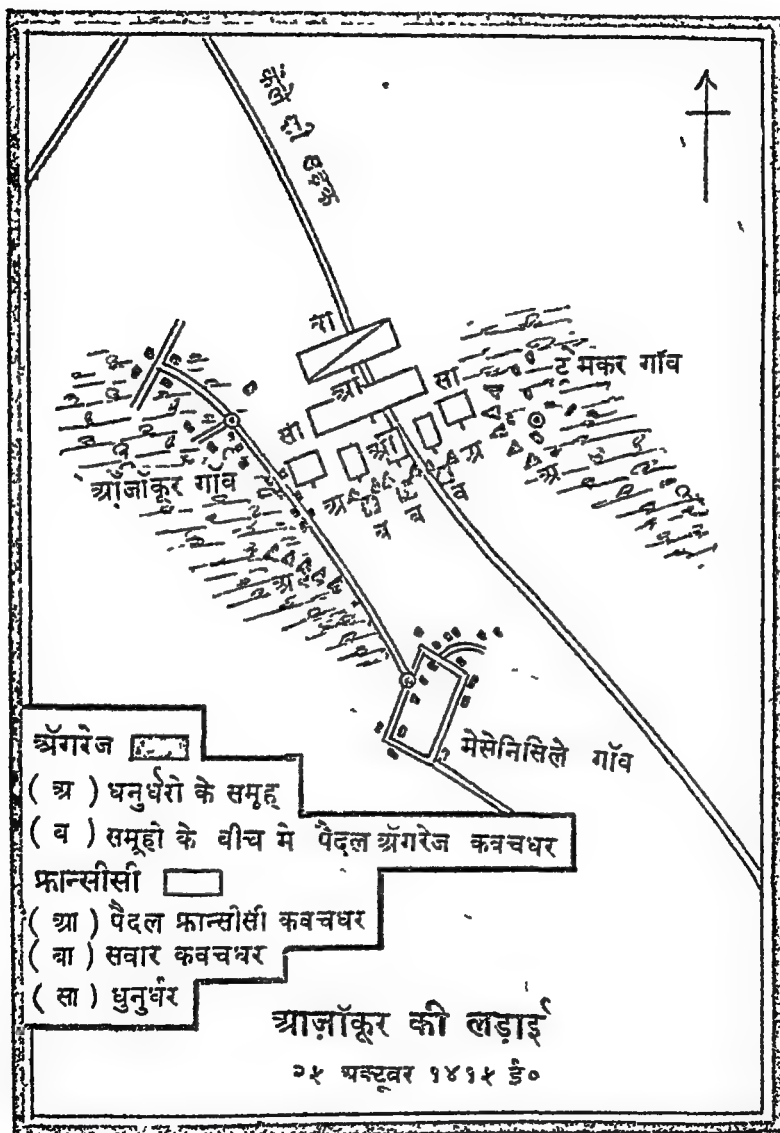 कैले की सड़क
बा
टेमकर गाँव
आ
सा
सा
आ
अ
अ
अ
ब
ब
ब
आँजाँकूर गाँव
अ
मेसेनिसिले गाँव
अँगरेज
( अ ) धनुर्धरो के समूह
( ब ) समूहो के बीच मे पैदल अँगरेज कवचधर
फ्रान्सीसी
( आ ) पैदल फ्रान्सीसी कवचधर
( बा ) सवार कवचधर
( सा ) धुनुर्धर
आज़ॉकूर की लड़ाई
२५ अक्टूबर १४१५ ई०